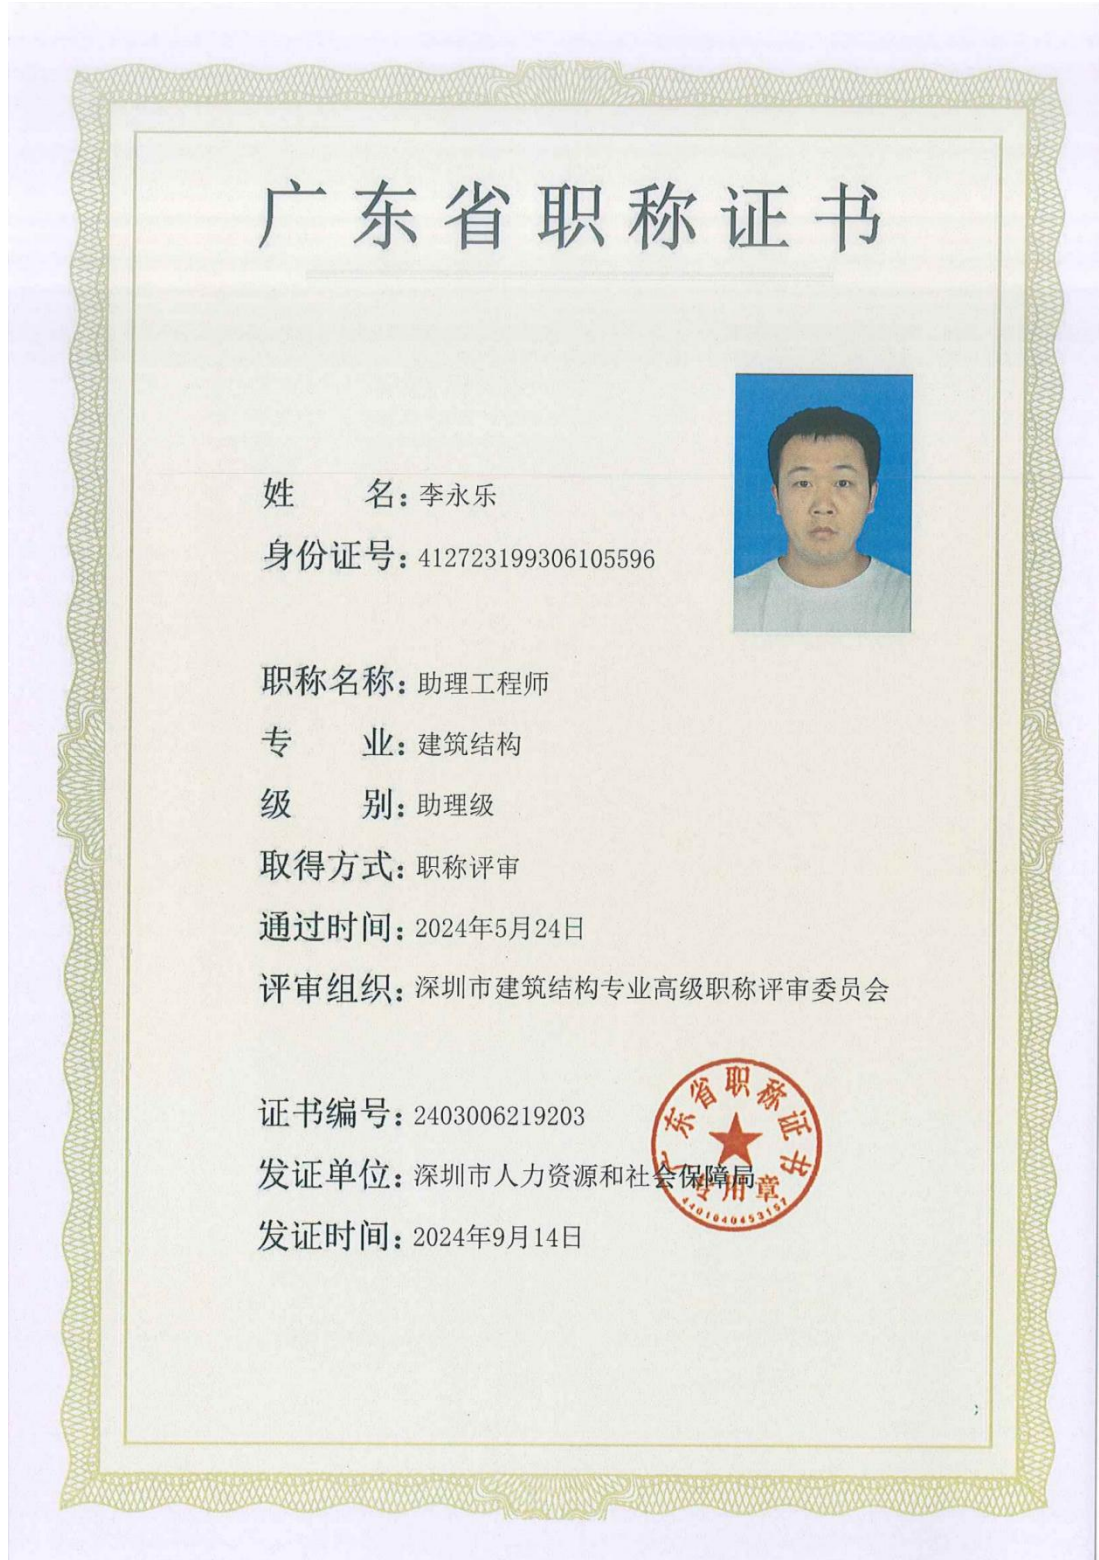 广东省职称证书
姓 名：李永乐
身份证号：412723199306105596
职称名称：助理工程师
专 业：建筑结构
级 别：助理级
取得方式：职称评审
通过时间：2024年5月24日
评审组织：深圳市建筑结构专业高级职称评审委员会
证书编号：2403006219203
发证单位：深圳市人力资源和社会保障局
发证时间：2024年9月14日
广东省职称证书
专用章
4401040453157